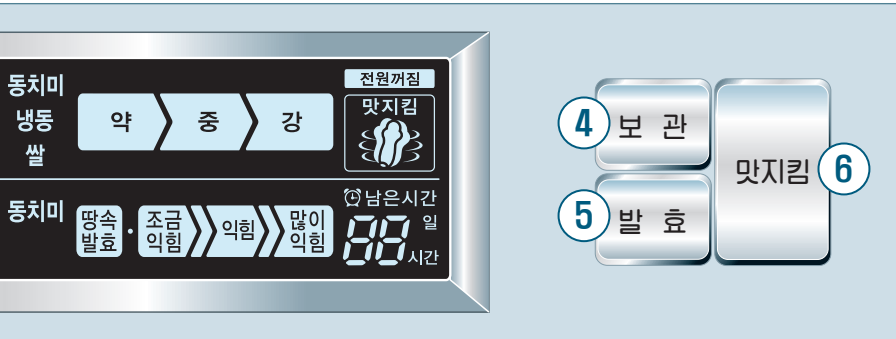 동치미
냉동
쌀
약 중 강
전원꺼짐
맛지킴
동치미
땅속
발효
·
조금
익힘
익힘
많이
익힘
남은시간
88
일
시간
④ 보 관
⑤ 발 효
맛지킴 ⑥